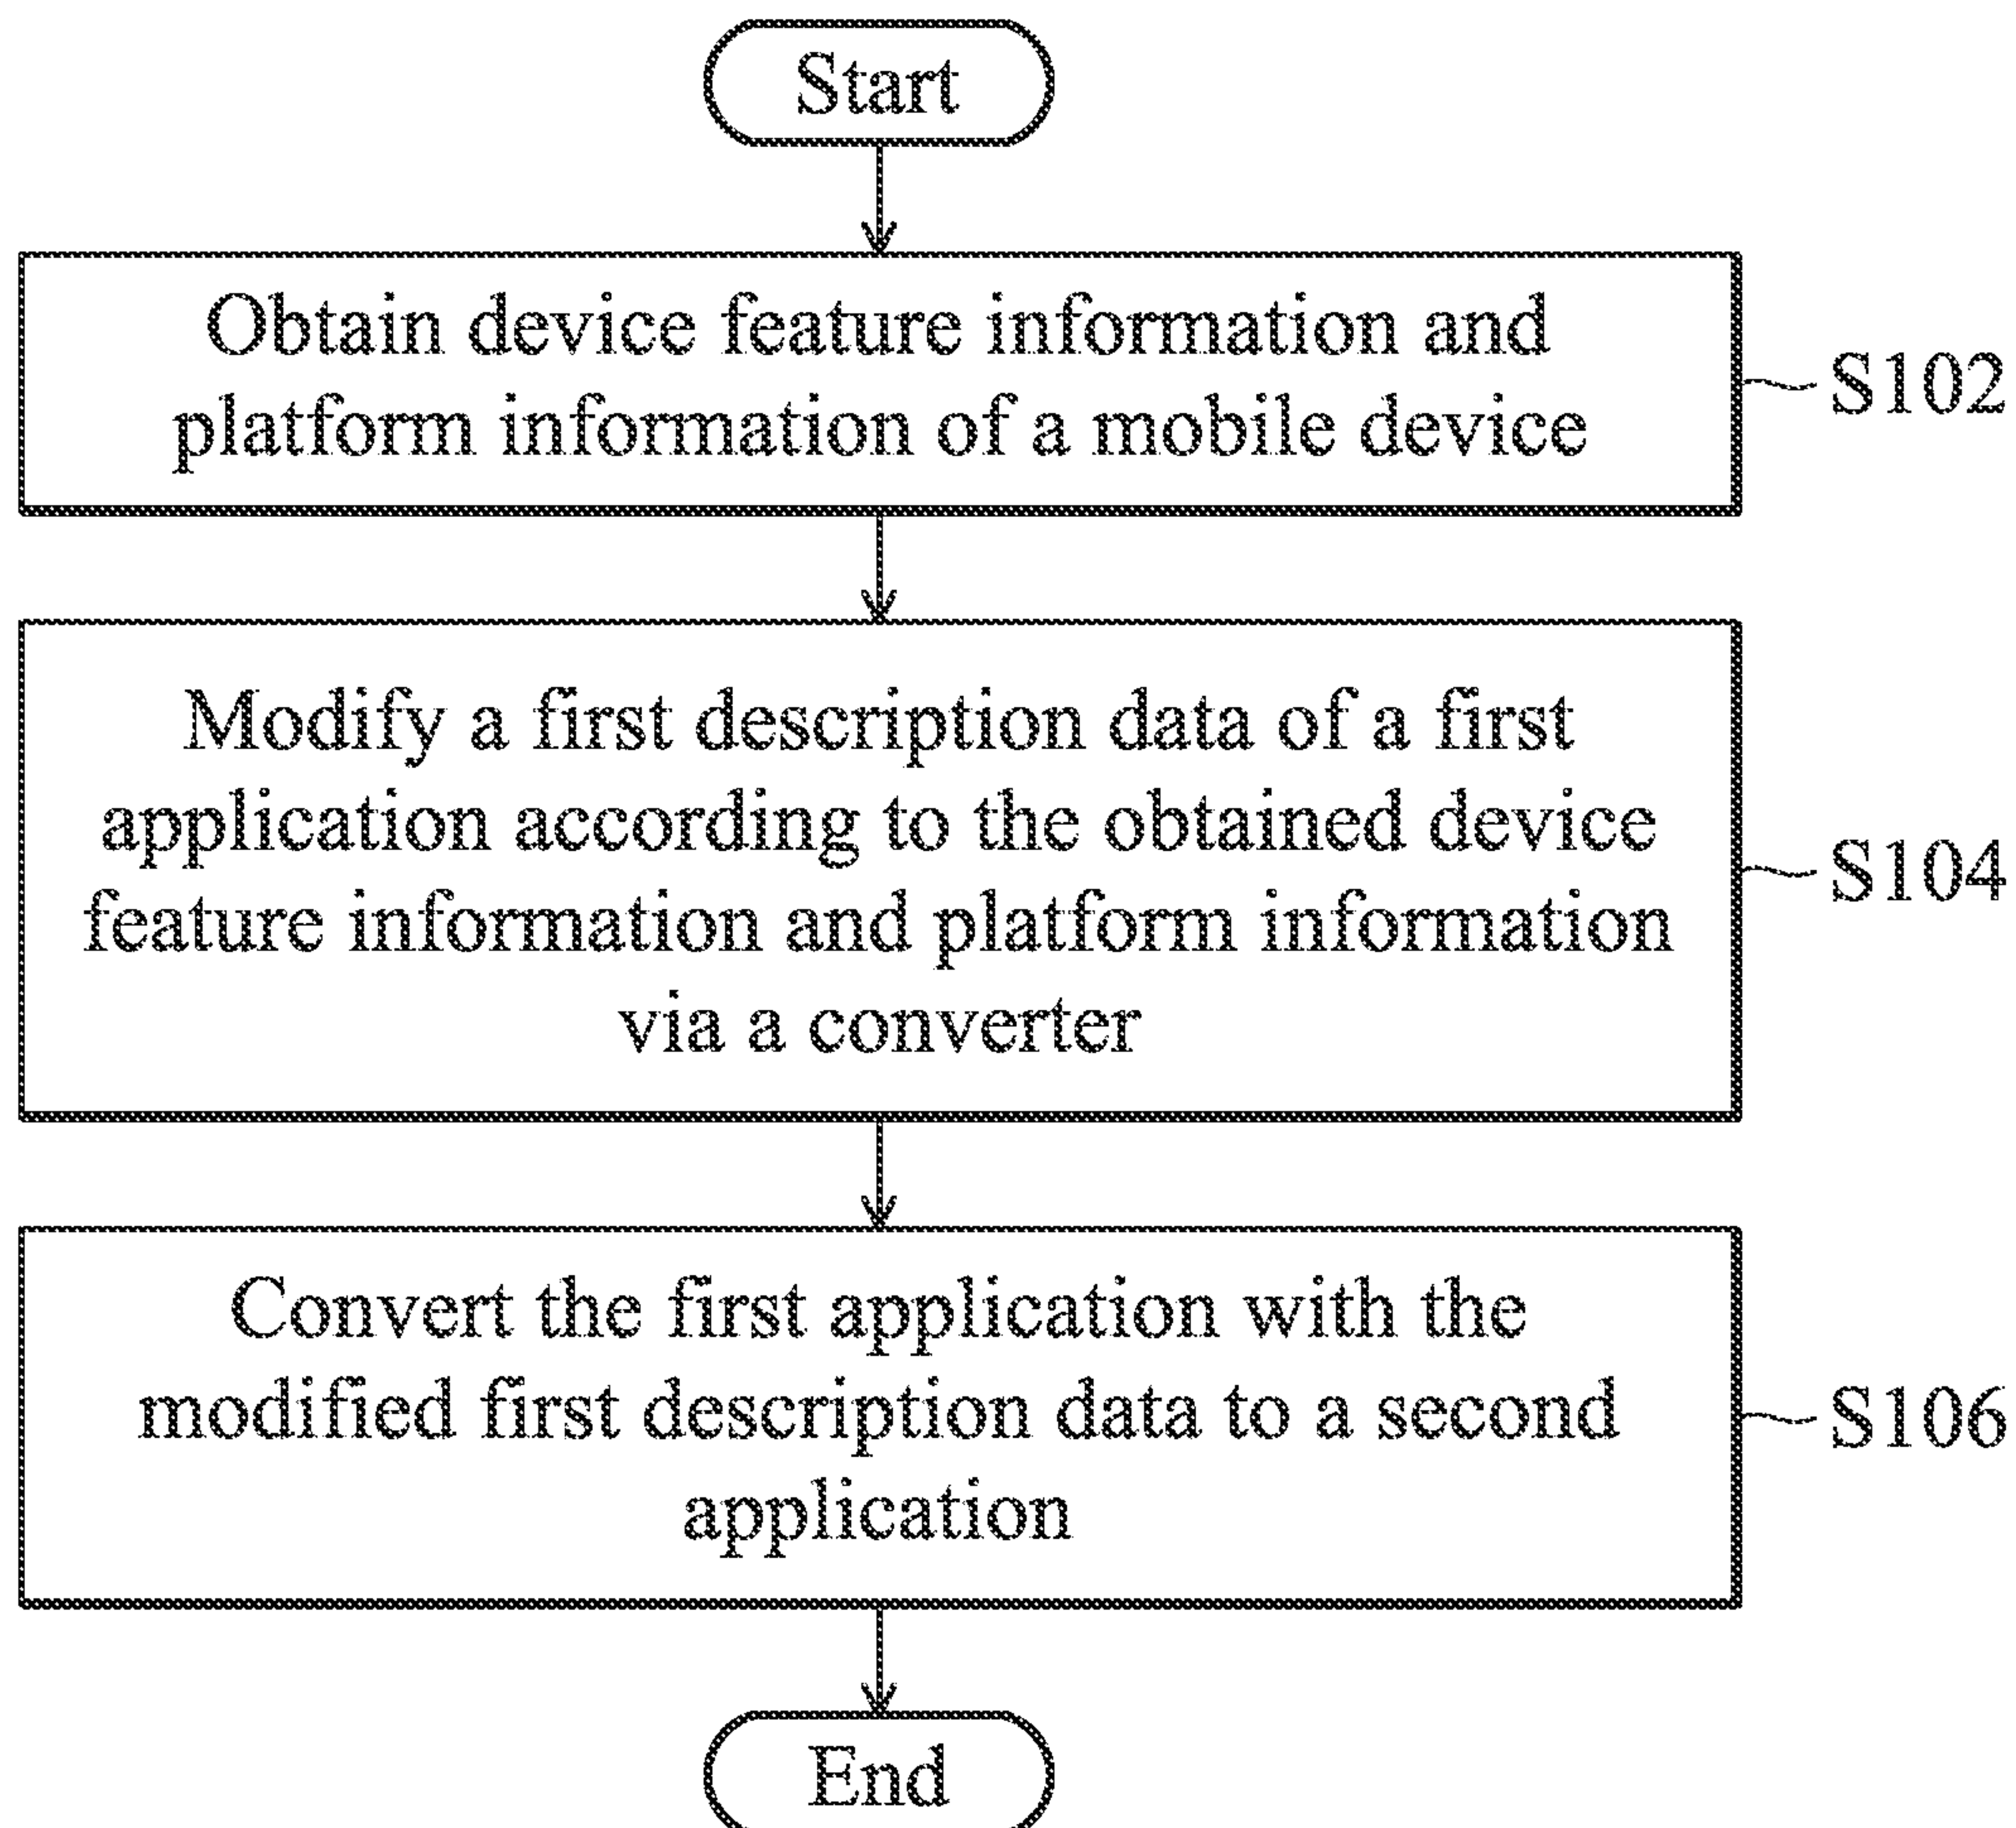 Start
Obtain device feature information and
platform information of a mobile device
S102
Modify a first description data of a first
application according to the obtained device
feature information and platform information
via a converter
S104
Convert the first application with the
modified first description data to a second
application
S106
End